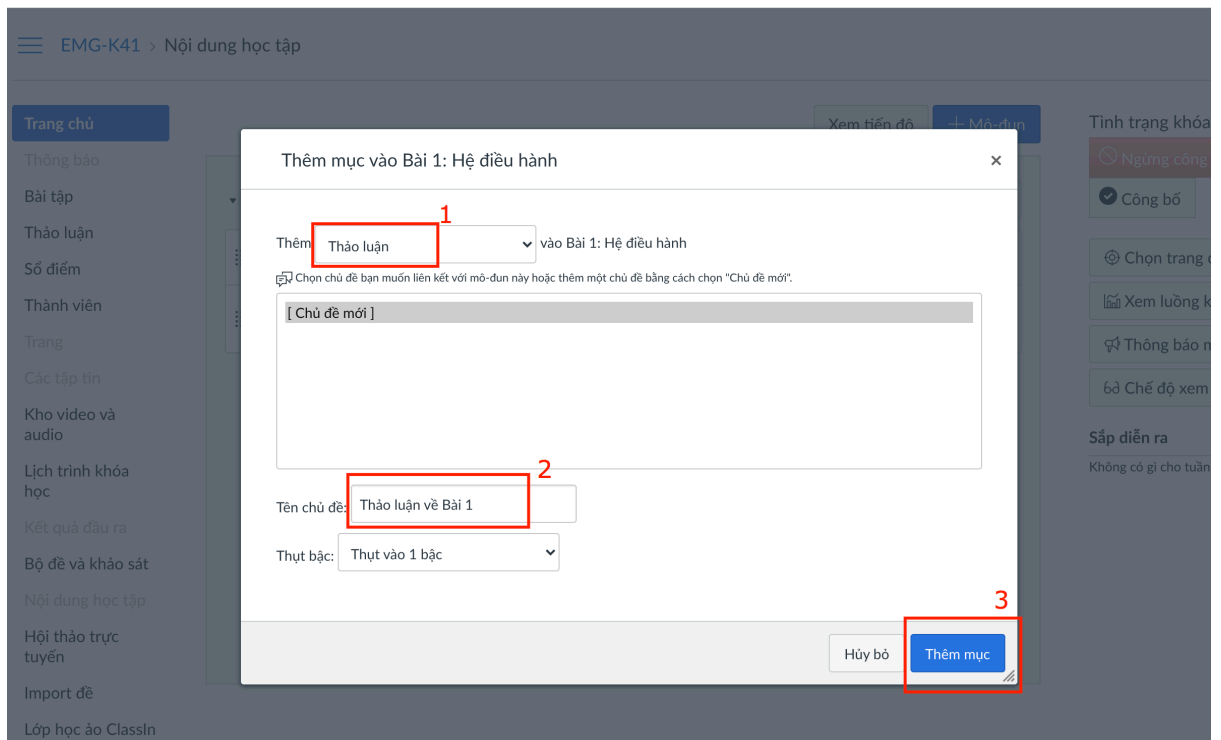 EMG-K41 › Nội dung học tập
Trang chủ
Thông báo
Bài tập
Thảo luận
Sổ điểm
Thành viên
Trang
Các tập tin
Kho video và
audio
Lịch trình khóa
học
Kết quả đầu ra
Bộ đề và khảo sát
Nội dung học tập
Hội thảo trực
tuyến
Import đề
Lớp học ảo ClassIn
Xem tiến độ
+ Mô-đun
Thêm mục vào Bài 1: Hệ điều hành ×
1
Thêm Thảo luận vào Bài 1: Hệ điều hành
Chọn chủ đề bạn muốn liên kết với mô-đun này hoặc thêm một chủ đề bằng cách chọn "Chủ đề mới".
[ Chủ đề mới ]
2
Tên chủ đề: Thảo luận về Bài 1
Thụt bậc: Thụt vào 1 bậc
3
Hủy bỏ
Thêm mục
Tình trạng khóa
Ngừng công
Công bố
Chọn trang
Xem luồng k
Thông báo n
Chế độ xem
Sắp diễn ra
Không có gì cho tuần